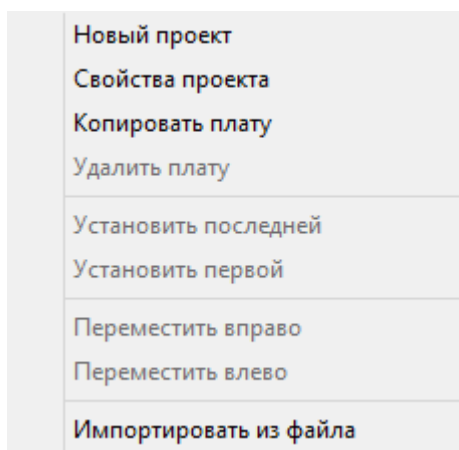 Новый проект
Свойства проекта
Копировать плату
Удалить плату
Установить последней
Установить первой
Переместить вправо
Переместить влево
Импортировать из файла